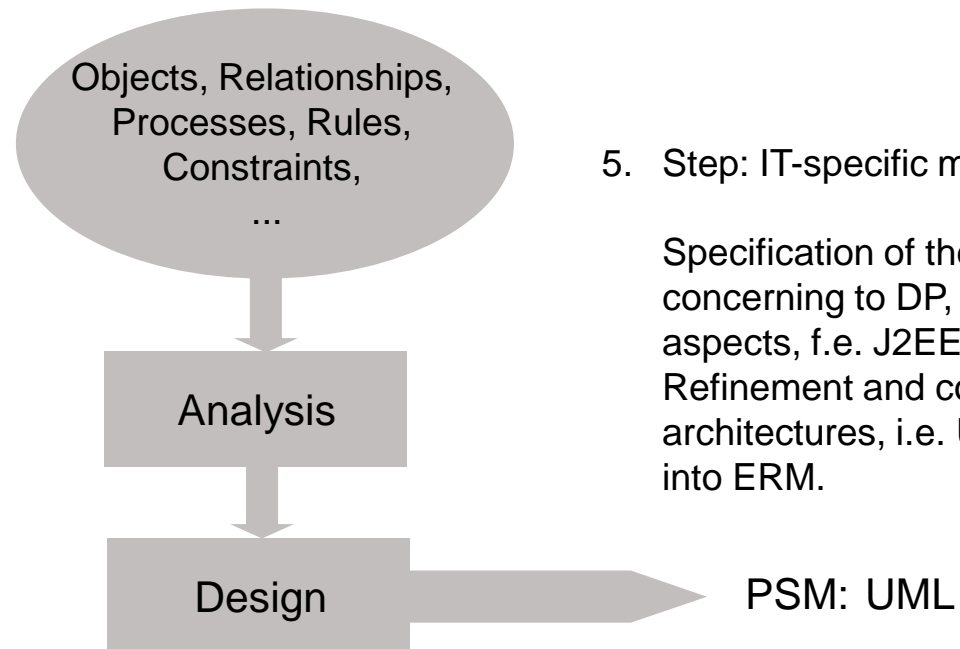 Objects, Relationships,
Processes, Rules,
Constraints,
...
5. Step: IT-specific
Specification of the
concerning to DP,
aspects, f.e. J2EE
Refinement and
architectures, i.e.
into ERM.
Analysis
Design
PSM: UML